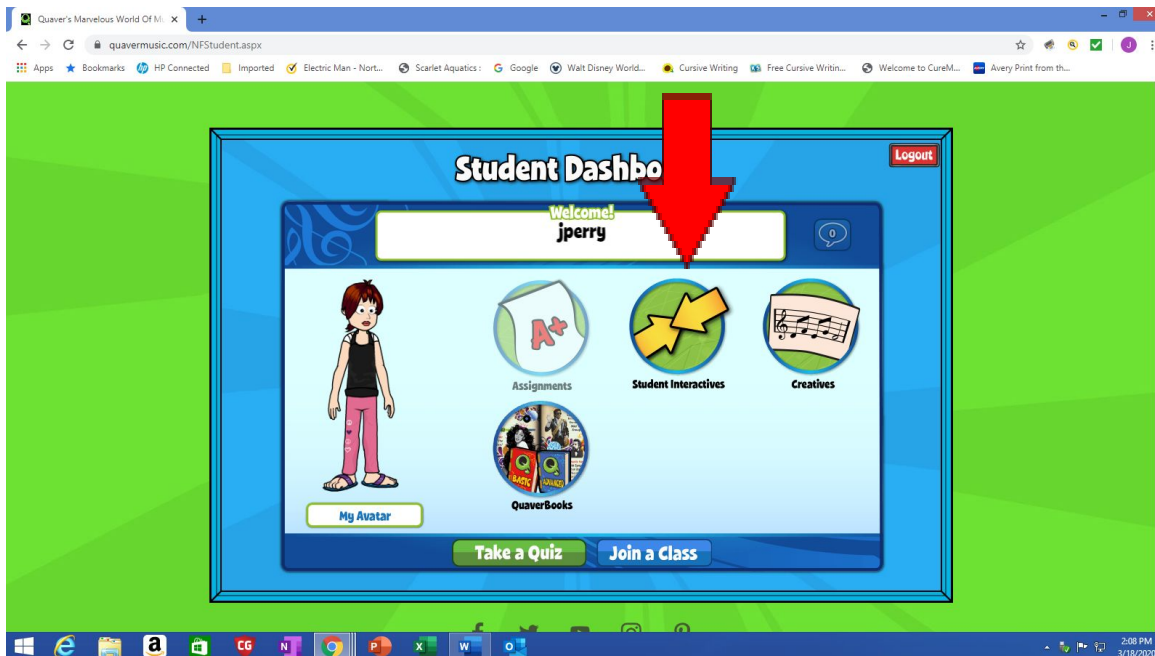 Quaver's Marvelous World Of Mu
quavermusic.com/NFStudent.aspx
J
Apps Bookmarks HP Connected Imported Electric Man - Nort... Scarlet Aquatics : Google Walt Disney World... Cursive Writing Free Cursive Writin... Welcome to CureM... Avery Print from th...
Student Dashbo
Logout
Welcome!
jperry
0
A+
Assignments
Student Interactives
Creatives
Q BASIC Q ADVANCED
QuaverBooks
My Avatar
Take a Quiz
Join a Class
2:08 PM
3/18/2020